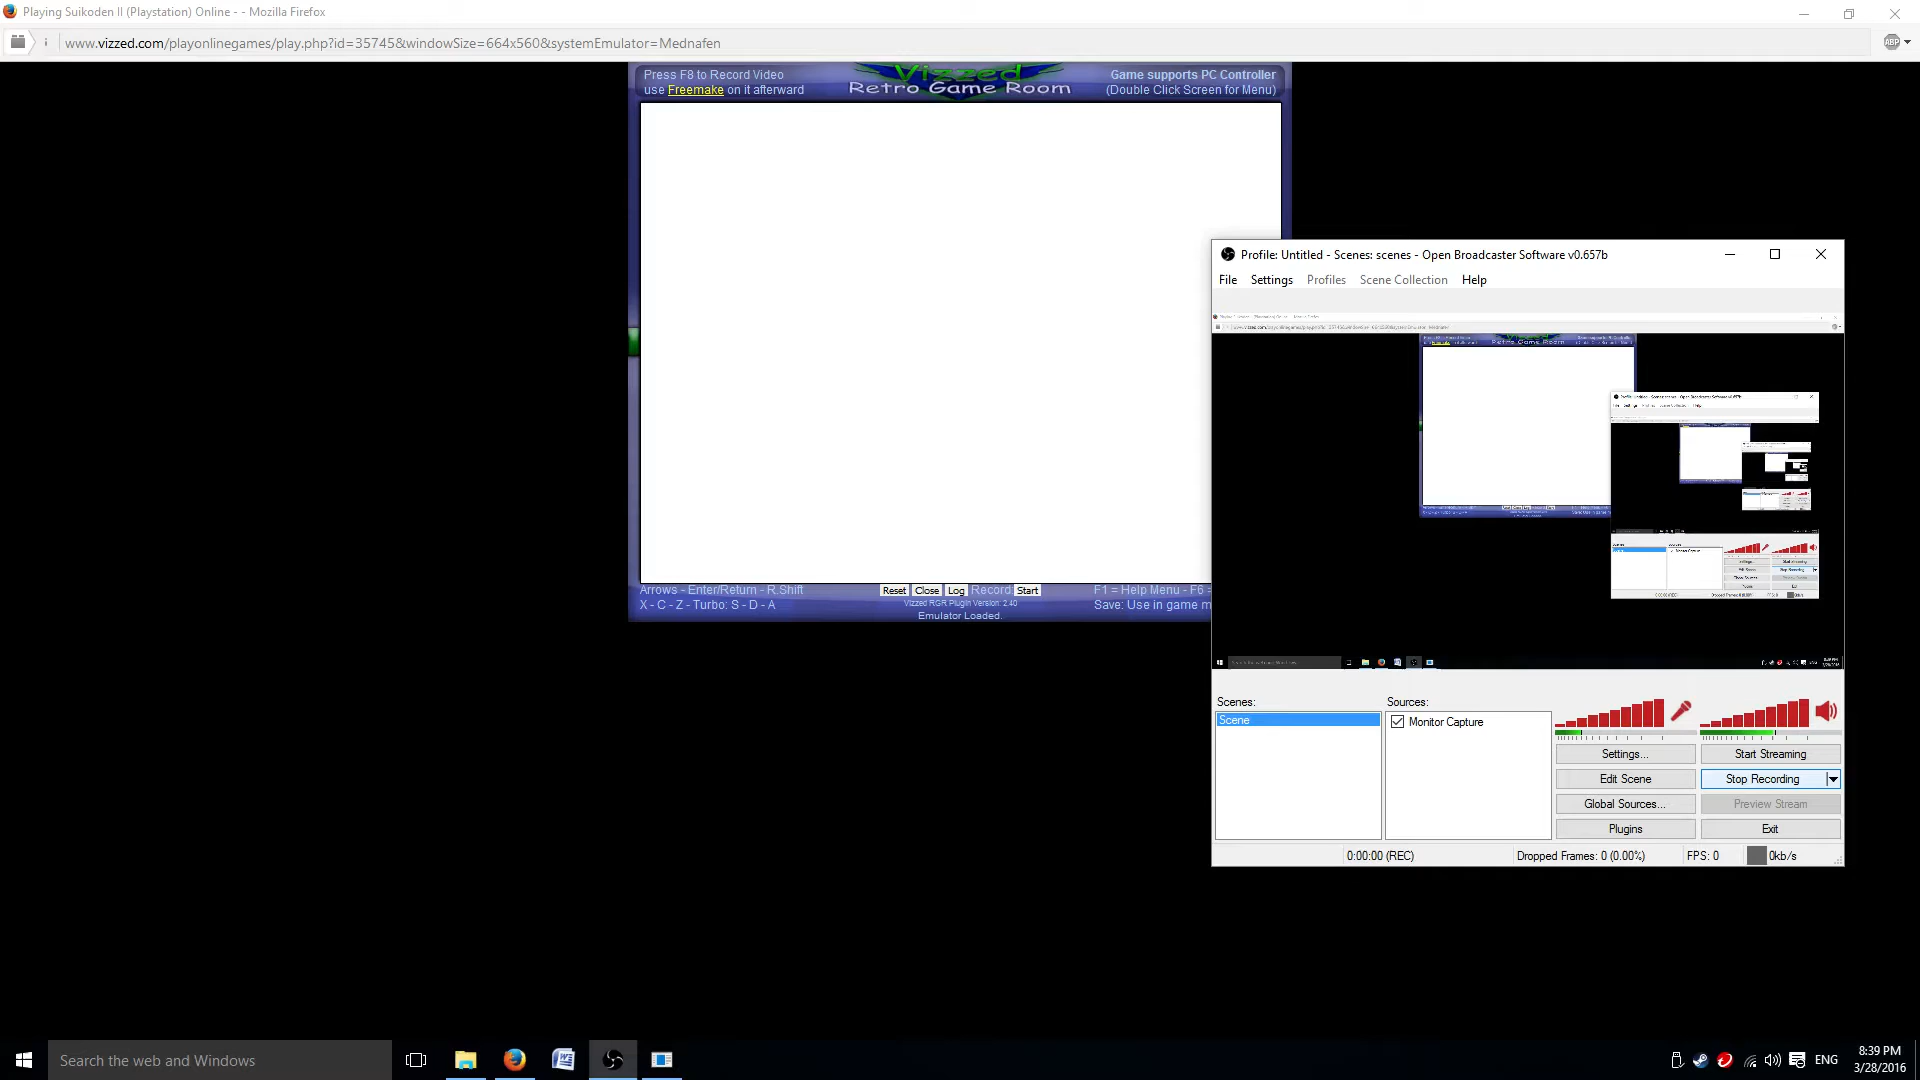 Playing Suikoden II (Playstation) Online - - Mozilla Firefox
www.vizzed.com/playonlinegames/play.php?id=35745&windowSize=664x560&systemEmulator=Mednafen
ABP
Press F8 to Record Video
use Freemake on it afterward
Vizzed
Retro Game Room
Game supports PC Controller
(Double Click Screen for Menu)
Arrows - Enter/Return - R.Shift
X - C - Z - Turbo: S - D - A
Reset Close Log Record: Start
Vizzed RGR Plugin Version: 2.40
Emulator Loaded.
F1 = Help Menu - F6 =
Save: Use in game m
Profile: Untitled - Scenes: scenes - Open Broadcaster Software v0.657b
File Settings Profiles Scene Collection Help
Retro Game Room
Scenes:
Scene
Sources:
Monitor Capture
Settings...
Start Streaming
Edit Scene
Stop Recording
Global Sources...
Preview Stream
Plugins
Exit
0:00:00 (REC)
Dropped Frames: 0 (0.00%)
FPS: 0
0kb/s
Search the web and Windows
ENG
8:39 PM
3/28/2016